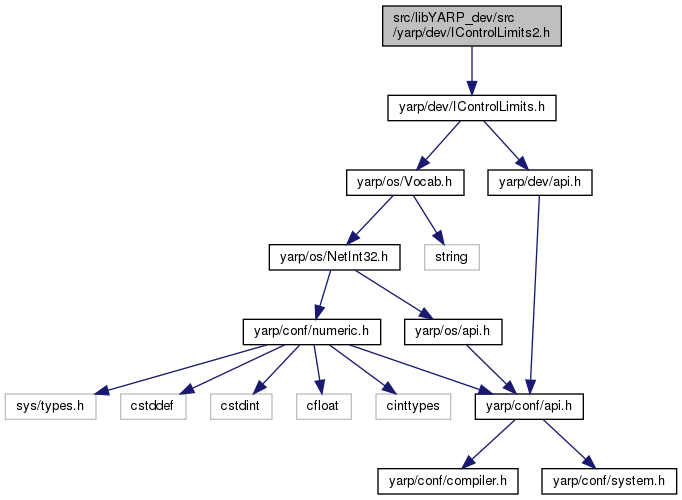 src/libYARP_dev/src
/yarp/dev/IControlLimits2.h
yarp/dev/IControlLimits.h
yarp/os/Vocab.h
yarp/dev/api.h
yarp/os/NetInt32.h
string
yarp/conf/numeric.h
yarp/os/api.h
sys/types.h
cstddef
cstdint
cfloat
cinttypes
yarp/conf/api.h
yarp/conf/compiler.h
yarp/conf/system.h